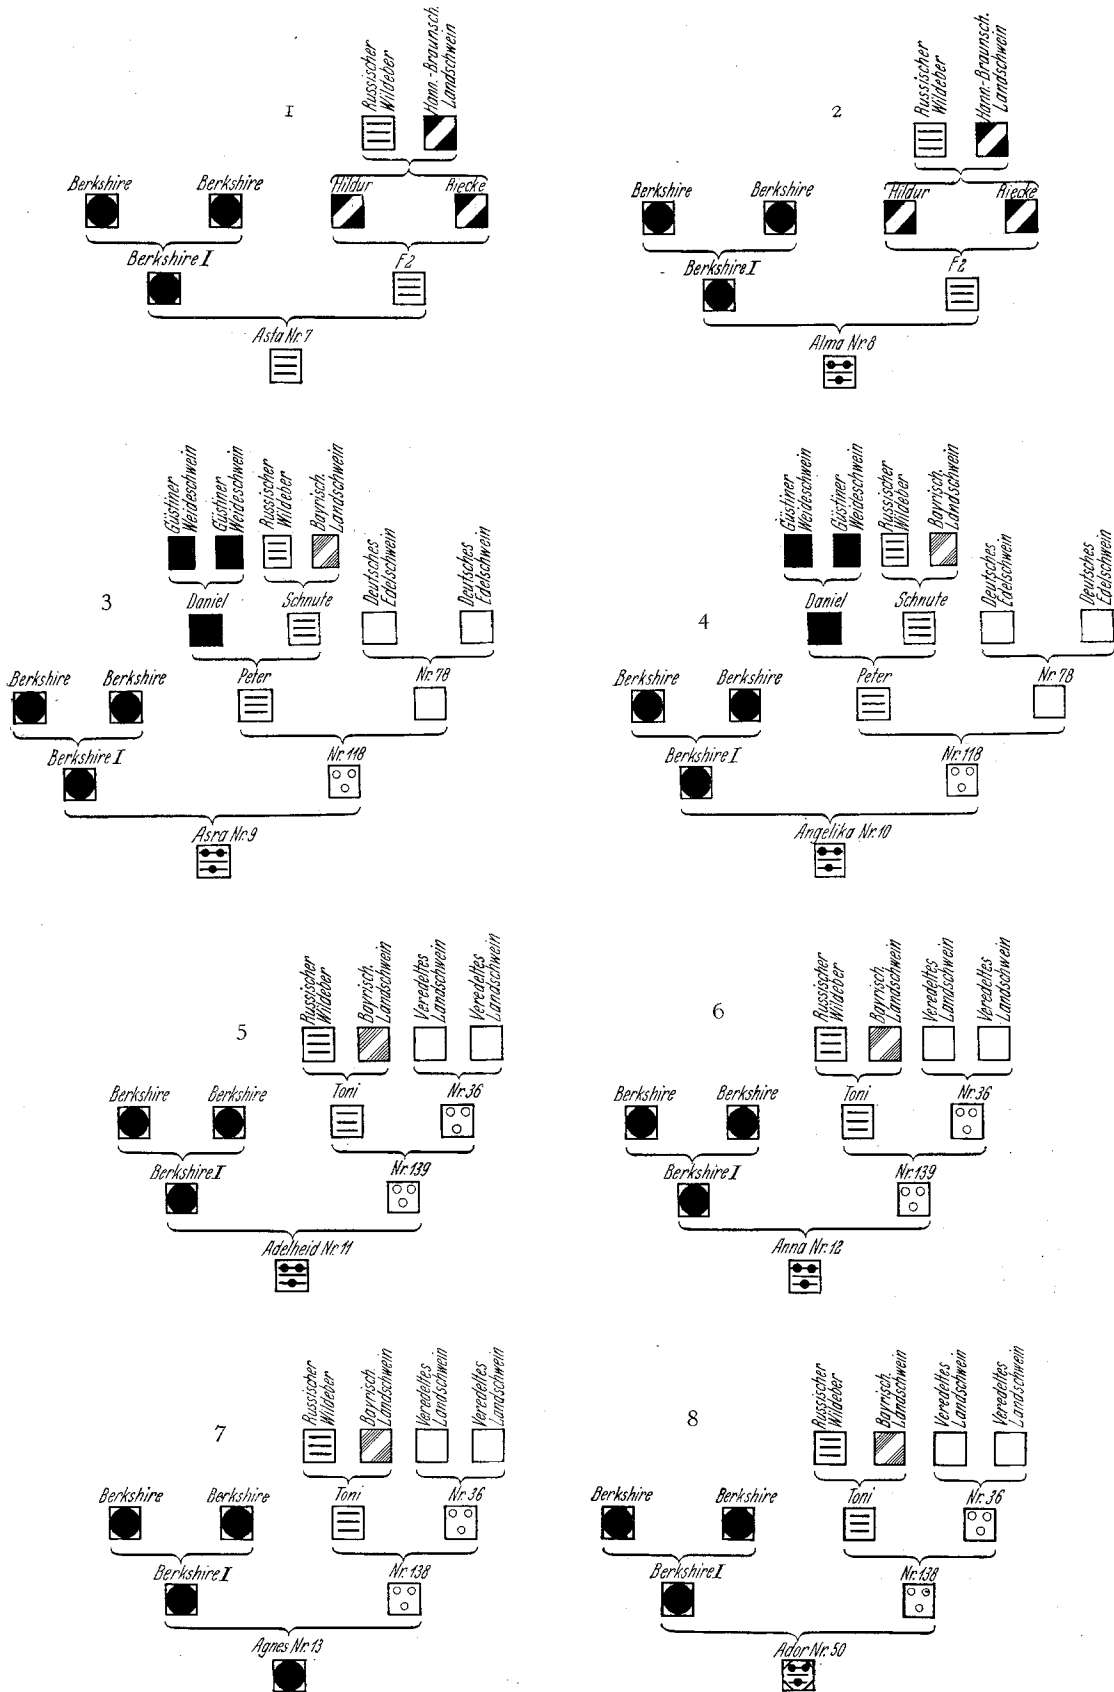 1
Russischer
Wildeber
Hann.-Braunsch.
Landschwein
Berkshire
Berkshire
Hildur
Riecke
Berkshire I
F2
Asta Nr. 7
2
Russischer
Wildeber
Hann.-Braunsch.
Landschwein
Berkshire
Berkshire
Hildur
Riecke
Berkshire I
F2
Alma Nr. 8
3
Güstiner
Weideschwein
Güstiner
Weideschwein
Russischer
Wildeber
Bayrisch.
Landschwein
Daniel
Schnute
Deutsches
Edelschwein
Deutsches
Edelschwein
Berkshire
Berkshire
Peter
Nr. 78
Berkshire I
Nr. 118
Asra Nr. 9
4
Güstiner
Weideschwein
Güstiner
Weideschwein
Russischer
Wildeber
Bayrisch.
Landschwein
Daniel
Schnute
Deutsches
Edelschwein
Deutsches
Edelschwein
Berkshire
Berkshire
Peter
Nr. 78
Berkshire I
Nr. 118
Angelika Nr. 10
5
Russischer
Wildeber
Bayrisch.
Landschwein
Veredeltes
Landschwein
Veredeltes
Landschwein
Berkshire
Berkshire
Toni
Nr. 36
Berkshire I
Nr. 139
Adelheid Nr. 11
6
Russischer
Wildeber
Bayrisch.
Landschwein
Veredeltes
Landschwein
Veredeltes
Landschwein
Berkshire
Berkshire
Toni
Nr. 36
Berkshire I
Nr. 139
Anna Nr. 12
7
Russischer
Wildeber
Bayrisch.
Landschwein
Veredeltes
Landschwein
Veredeltes
Landschwein
Berkshire
Berkshire
Toni
Nr. 36
Berkshire I
Nr. 138
Agnes Nr. 13
8
Russischer
Wildeber
Bayrisch.
Landschwein
Veredeltes
Landschwein
Veredeltes
Landschwein
Berkshire
Berkshire
Toni
Nr. 36
Berkshire I
Nr. 138
Ador Nr. 50